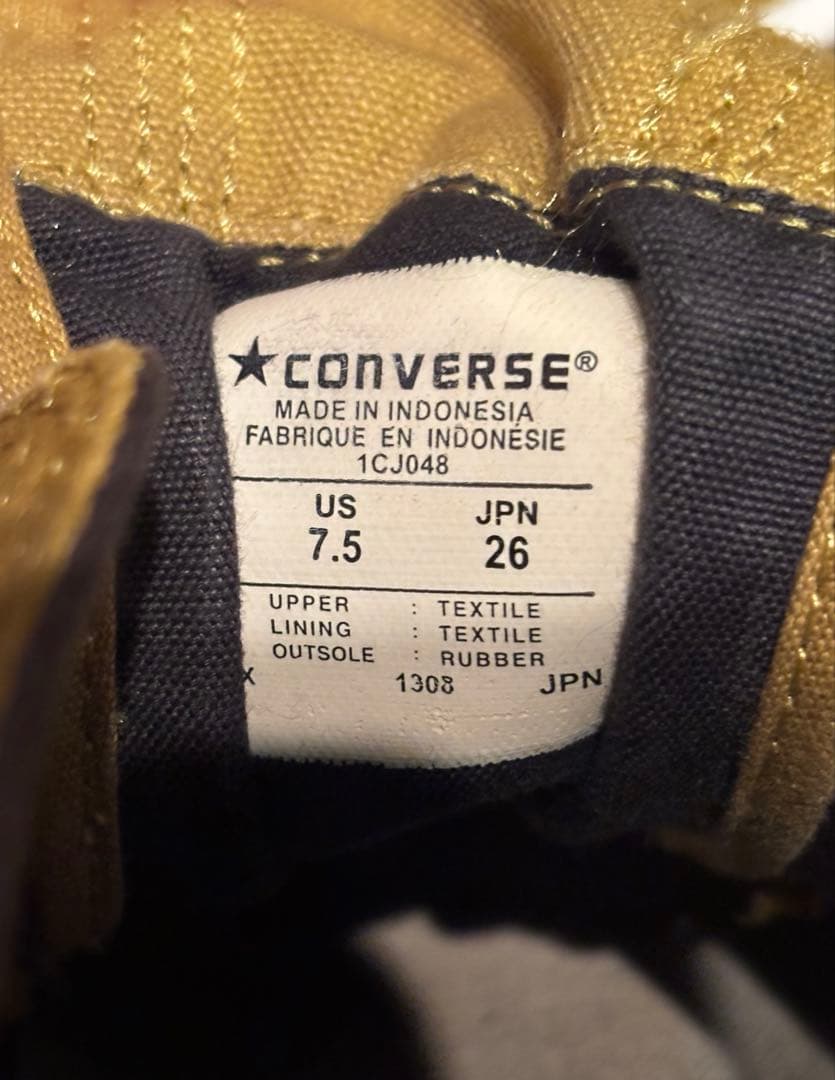 ★CONVERSE®
MADE IN INDONESIA
FABRIQUE EN INDONÉSIE
1CJ048
US JPN
7.5 26
UPPER : TEXTILE
LINING : TEXTILE
OUTSOLE : RUBBER
X 1308 JPN